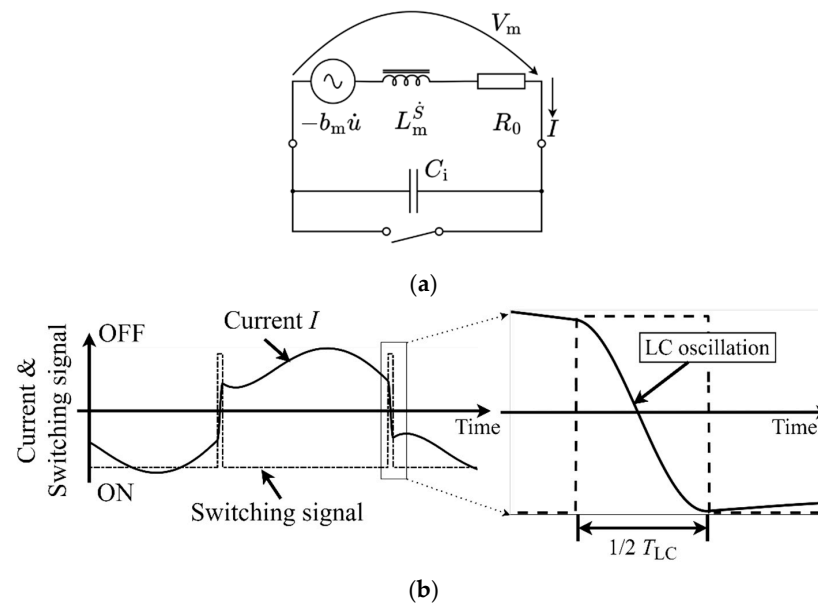 V_m
−b_m u̇
L_m^Ṡ
R_0
I
C_i
(a)
OFF
Current I
LC oscillation
Current &
Switching signal
Time
Time
ON
Switching signal
1/2 T_LC
(b)